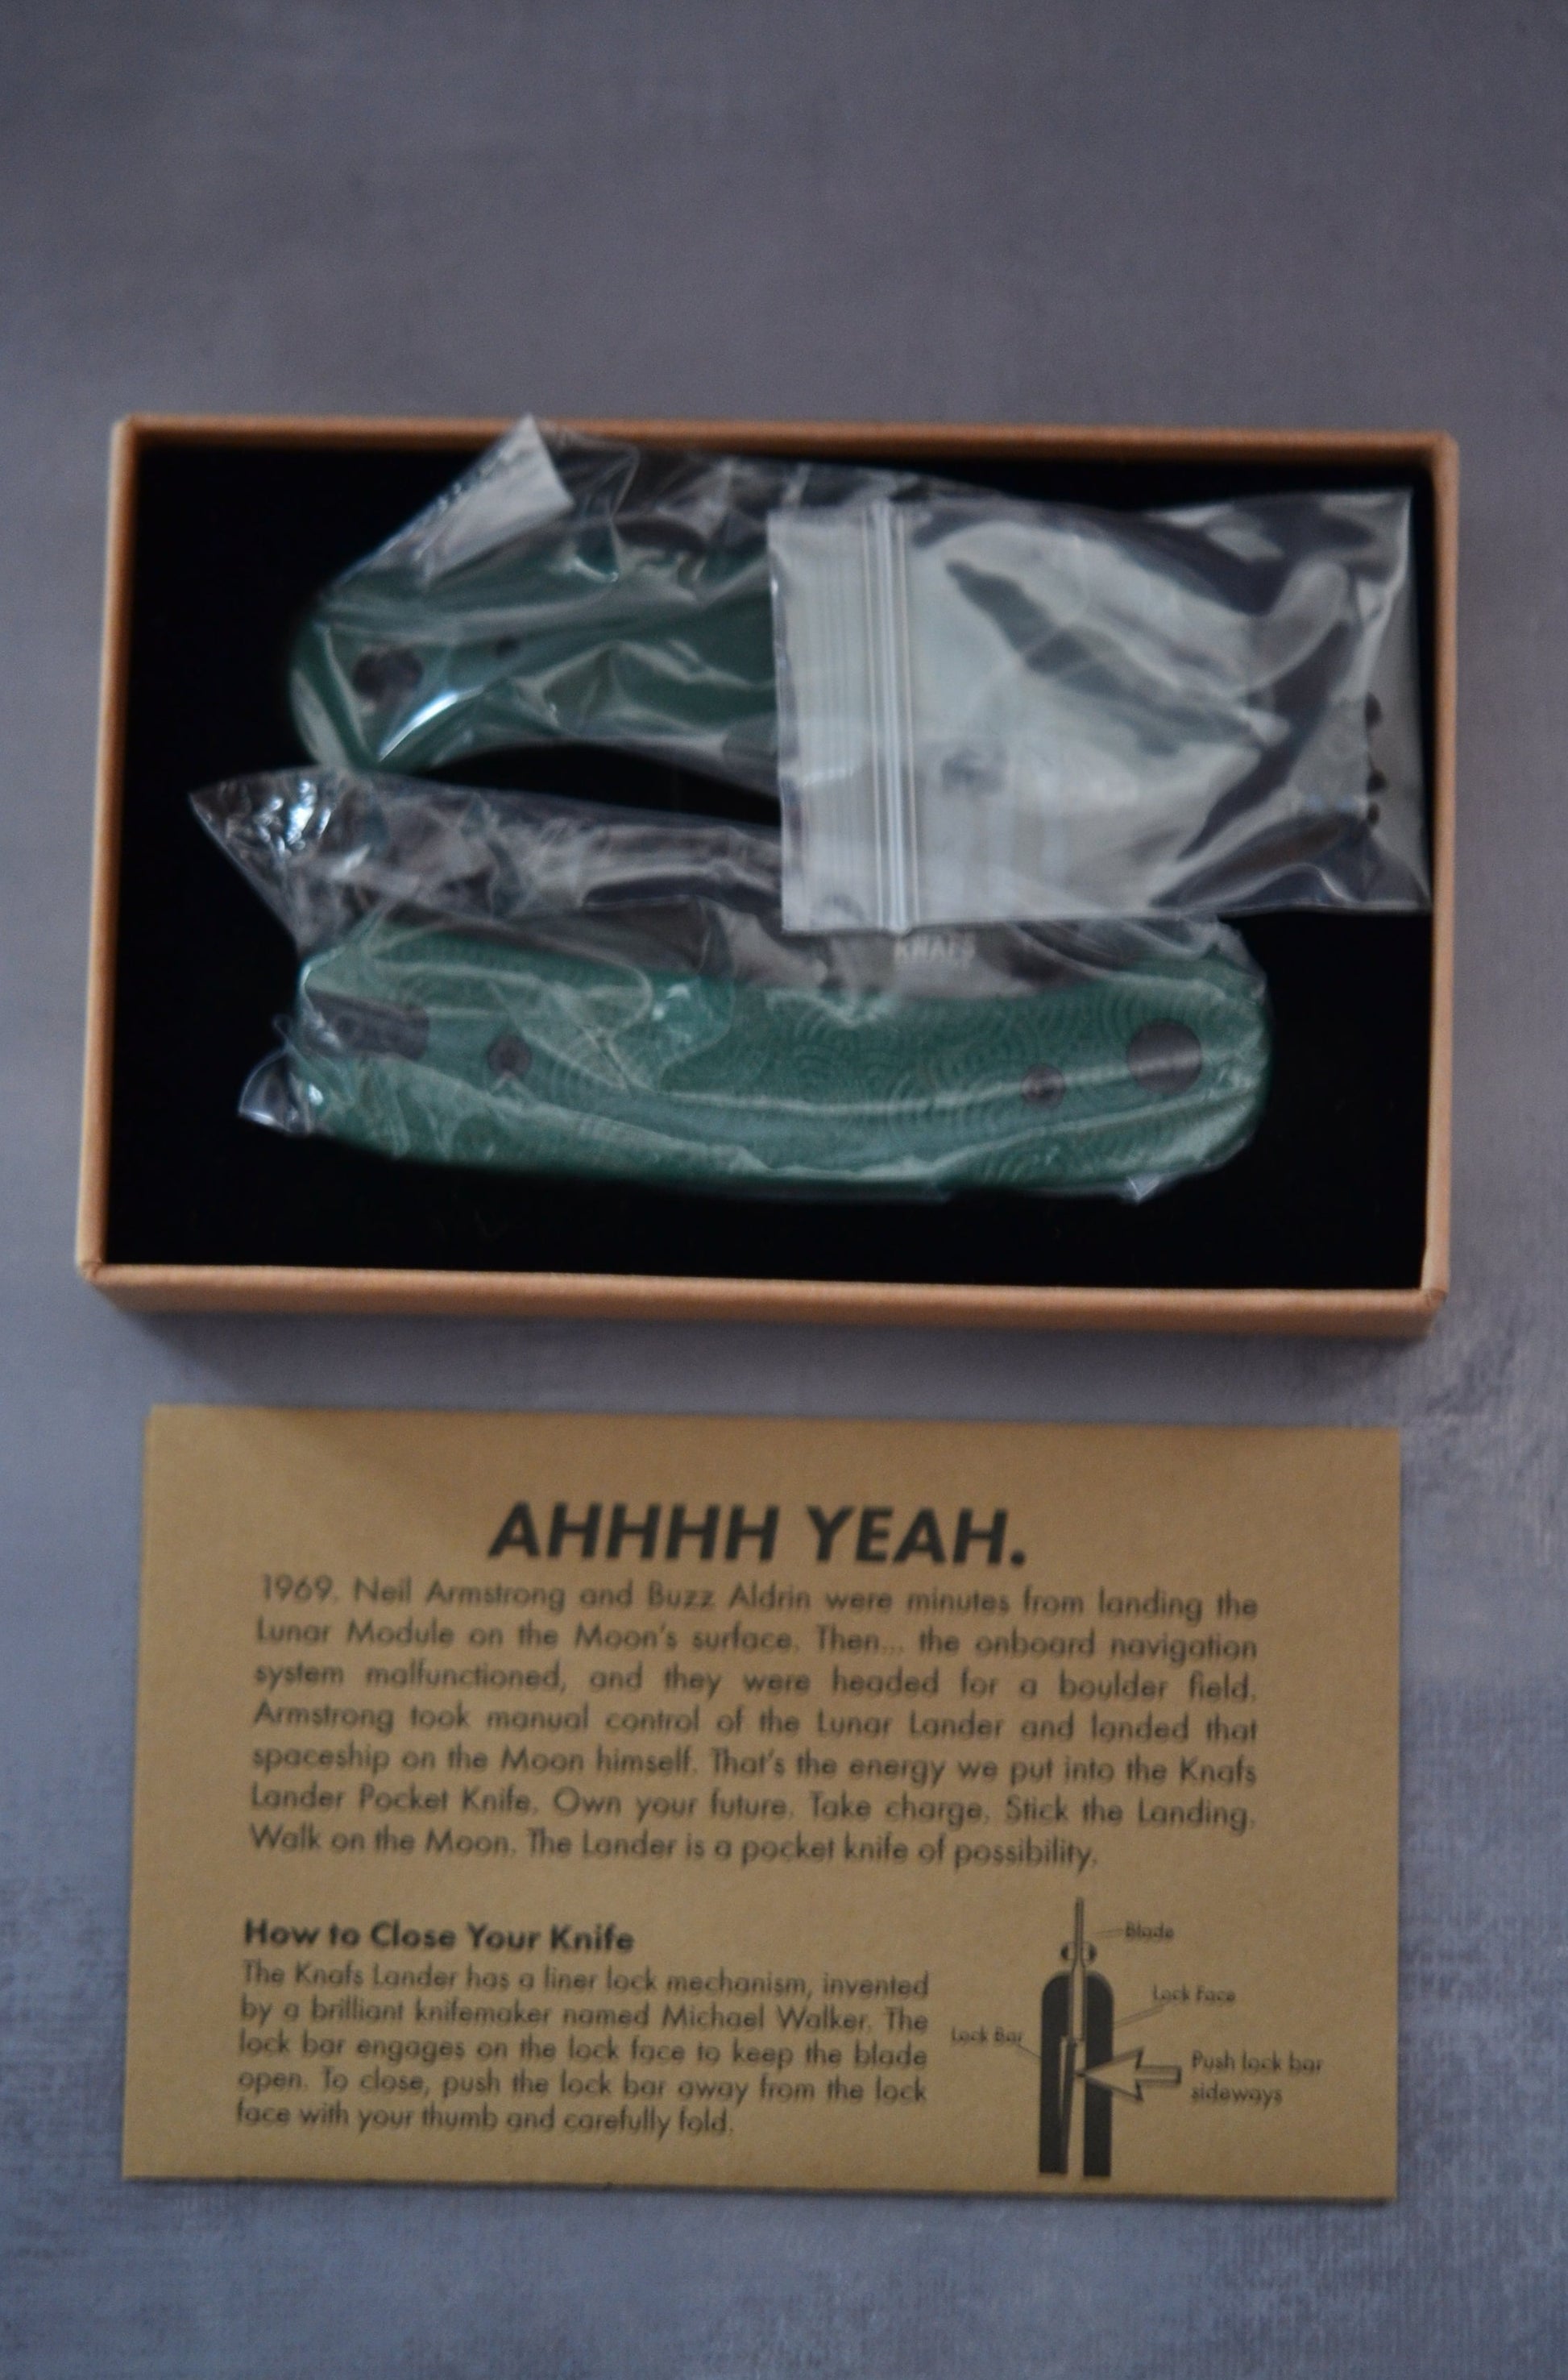 KNAFS
AHHHH YEAH.
1969. Neil Armstrong and Buzz Aldrin were minutes from landing the
Lunar Module on the Moon's surface. Then... the onboard navigation
system malfunctioned, and they were headed for a boulder field.
Armstrong took manual control of the Lunar Lander and landed that
spaceship on the Moon himself. That's the energy we put into the Knafs
Lander Pocket Knife. Own your future. Take charge. Stick the Landing.
Walk on the Moon. The Lander is a pocket knife of possibility.
How to Close Your Knife
The Knafs Lander has a liner lock mechanism, invented
by a brilliant knifemaker named Michael Walker. The
lock bar engages on the lock face to keep the blade
open. To close, push the lock bar away from the lock
face with your thumb and carefully fold.
Blade
Lock Face
Lock Bar
Push lock bar
sideways